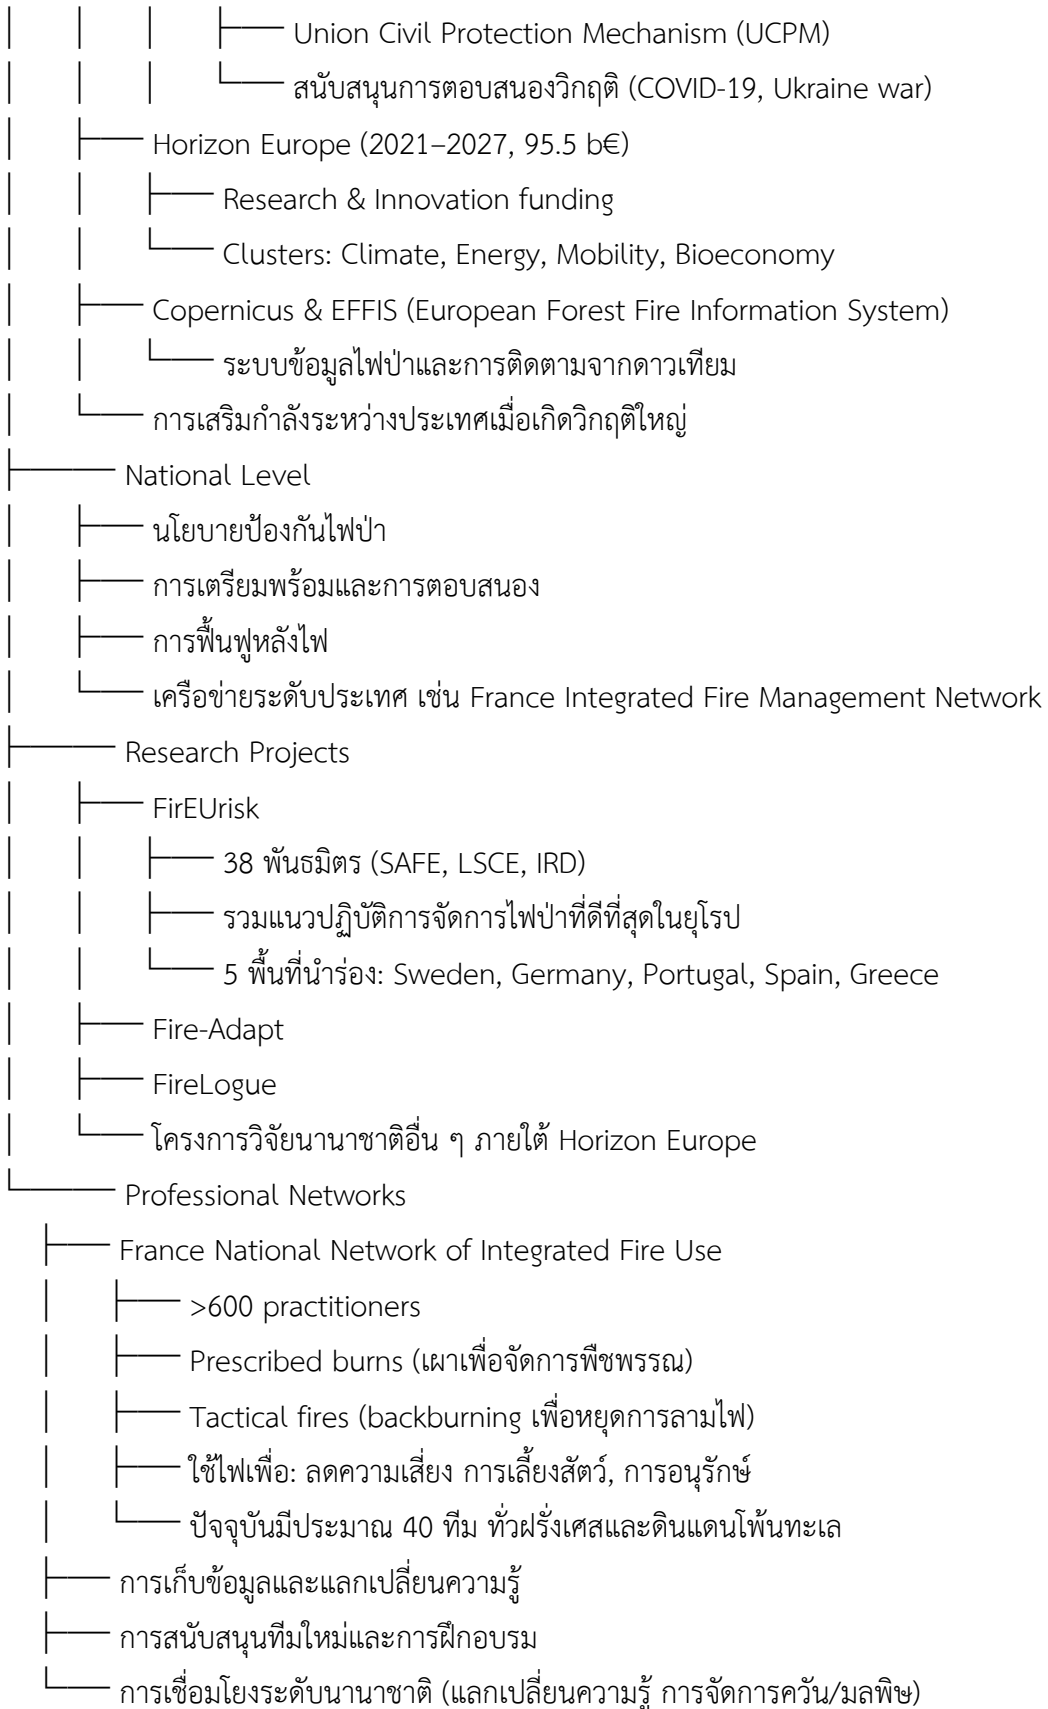 Union Civil Protection Mechanism (UCPM)
สนับสนุนการตอบสนองวิกฤติ (COVID-19, Ukraine war)
Horizon Europe (2021–2027, 95.5 b€)
Research & Innovation funding
Clusters: Climate, Energy, Mobility, Bioeconomy
Copernicus & EFFIS (European Forest Fire Information System)
ระบบข้อมูลไฟป่าและการติดตามจากดาวเทียม
การเสริมกำลังระหว่างประเทศเมื่อเกิดวิกฤติใหญ่
National Level
นโยบายป้องกันไฟป่า
การเตรียมพร้อมและการตอบสนอง
การฟื้นฟูหลังไฟ
เครือข่ายระดับประเทศ เช่น France Integrated Fire Management Network
Research Projects
FirEUrisk
38 พันธมิตร (SAFE, LSCE, IRD)
รวมแนวปฏิบัติการจัดการไฟป่าที่ดีที่สุดในยุโรป
5 พื้นที่นำร่อง: Sweden, Germany, Portugal, Spain, Greece
Fire-Adapt
FireLogue
โครงการวิจัยนานาชาติอื่น ๆ ภายใต้ Horizon Europe
Professional Networks
France National Network of Integrated Fire Use
>600 practitioners
Prescribed burns (เผาเพื่อจัดการพืชพรรณ)
Tactical fires (backburning เพื่อหยุดการลามไฟ)
ใช้ไฟเพื่อ: ลดความเสี่ยง การเลี้ยงสัตว์, การอนุรักษ์
ปัจจุบันมีประมาณ 40 ทีม ทั่วฝรั่งเศสและดินแดนโพ้นทะเล
การเก็บข้อมูลและแลกเปลี่ยนความรู้
การสนับสนุนทีมใหม่และการฝึกอบรม
การเชื่อมโยงระดับนานาชาติ (แลกเปลี่ยนความรู้ การจัดการควัน/มลพิษ)